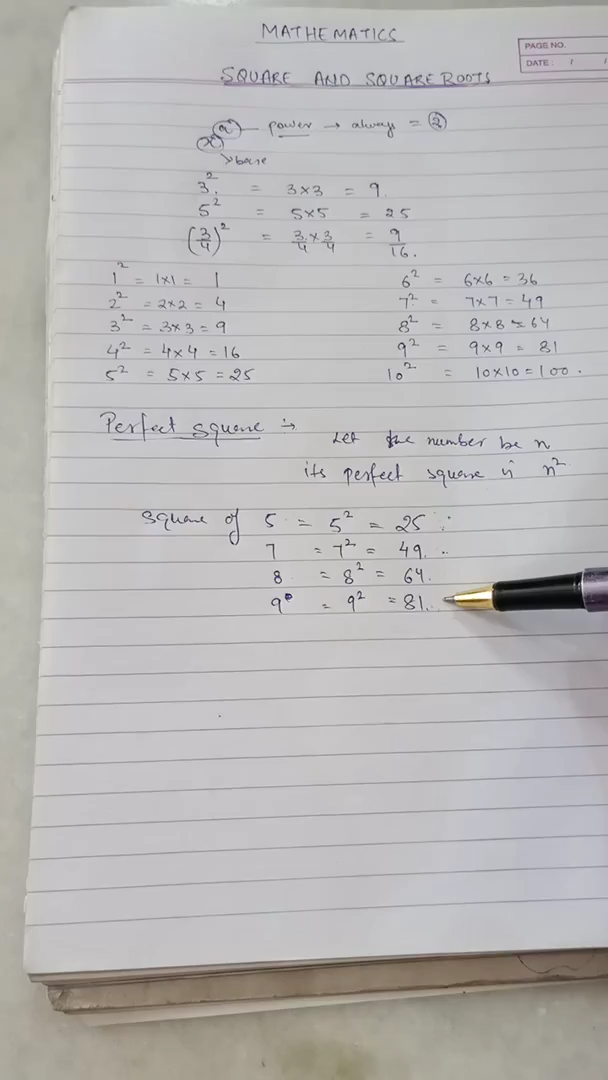 MATHEMATICS
PAGE NO.
DATE : / /
SQUARE AND SQUARE ROOTS
(x)² — power → always = ②
↘ base
3² = 3×3 = 9.
5² = 5×5 = 25
(3/4)² = 3/4 × 3/4 = 9/16.
1² = 1×1 = 1
2² = 2×2 = 4
3² = 3×3 = 9
4² = 4×4 = 16
5² = 5×5 = 25
6² = 6×6 = 36
7² = 7×7 = 49
8² = 8×8 = 64
9² = 9×9 = 81
10² = 10×10 = 100.
Perfect square :→ Let the number be n
its perfect square is n²
Square of 5 = 5² = 25 :
7 = 7² = 49. .
8 = 8² = 64.
9 = 9² = 81.